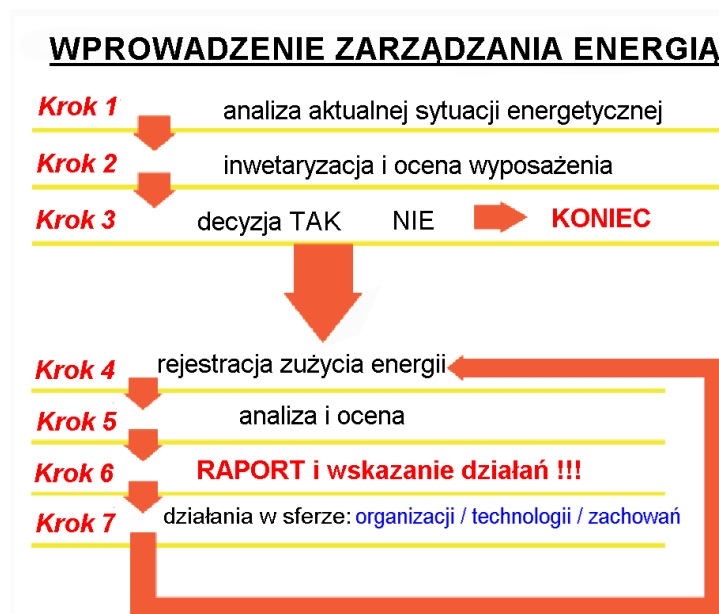 WPROWADZENIE ZARZĄDZANIA ENERGIĄ
Krok 1 analiza aktualnej sytuacji energetycznej
Krok 2 inwetaryzacja i ocena wyposażenia
Krok 3 decyzja TAK NIE KONIEC
Krok 4 rejestracja zużycia energii
Krok 5 analiza i ocena
Krok 6 RAPORT i wskazanie działań !!!
Krok 7 działania w sferze: organizacji / technologii / zachowań